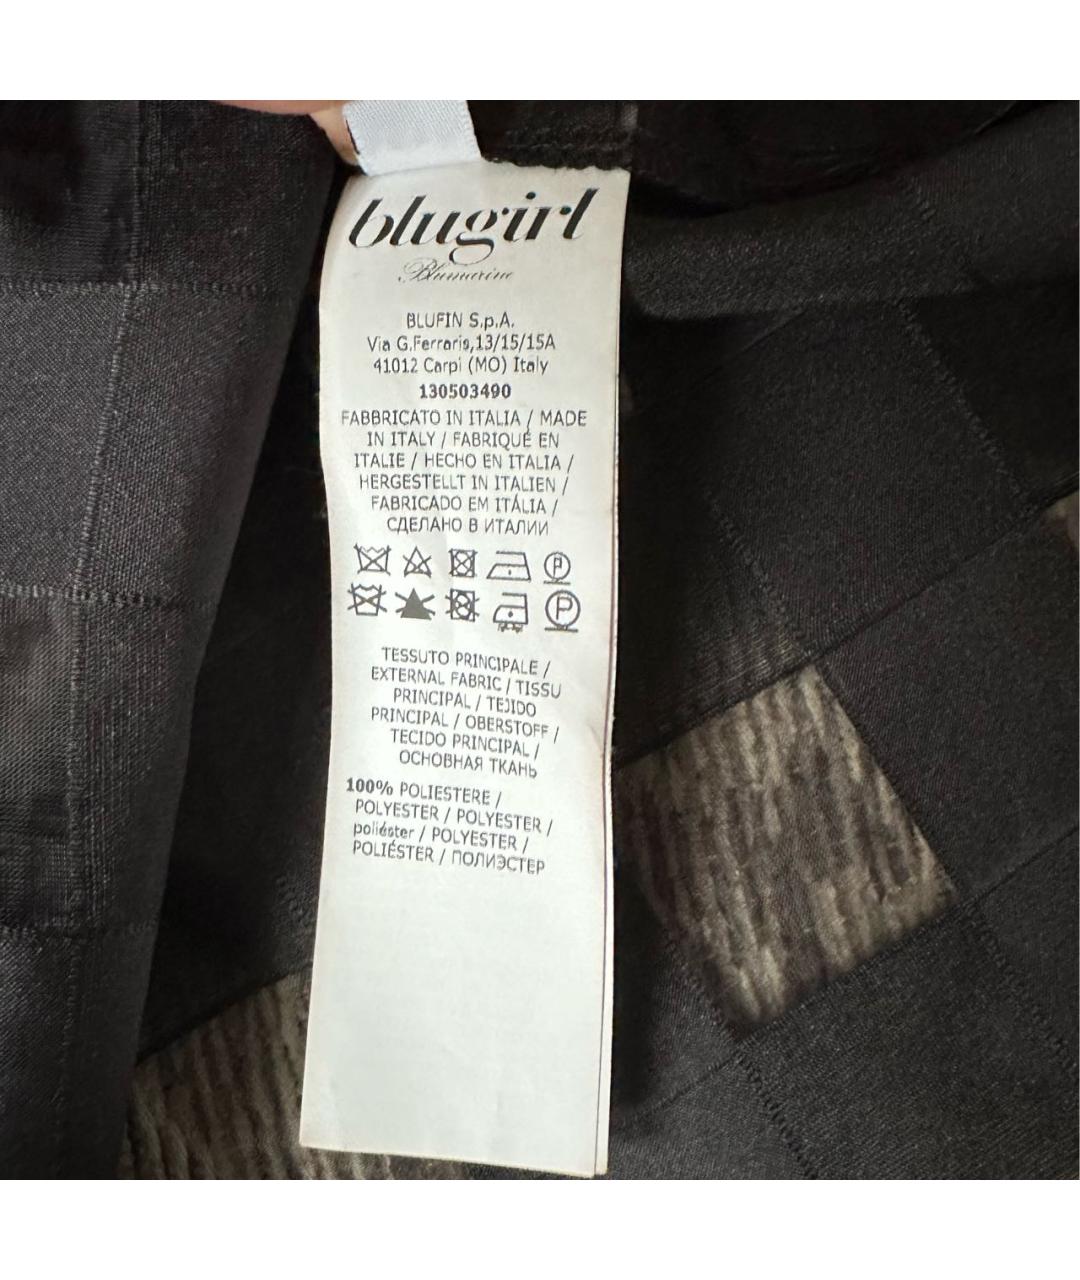 blugirl
Blumarine
BLUFIN S.p.A.
Via G.Ferraris,13/15/15A
41012 Carpi (MO) Italy
130503490
FABBRICATO IN ITALIA / MADE
IN ITALY / FABRIQUÉ EN
ITALIE / HECHO EN ITALIA /
HERGESTELLT IN ITALIEN /
FABRICADO EM ITÁLIA /
СДЕЛАНО В ИТАЛИИ
P
P
TESSUTO PRINCIPALE /
EXTERNAL FABRIC / TISSU
PRINCIPAL / TEJIDO
PRINCIPAL / OBERSTOFF /
TECIDO PRINCIPAL /
ОСНОВНАЯ ТКАНЬ
100% POLIESTERE /
POLYESTER / POLYESTER /
poliéster / POLYESTER /
POLIÉSTER / ПОЛИЭСТЕР